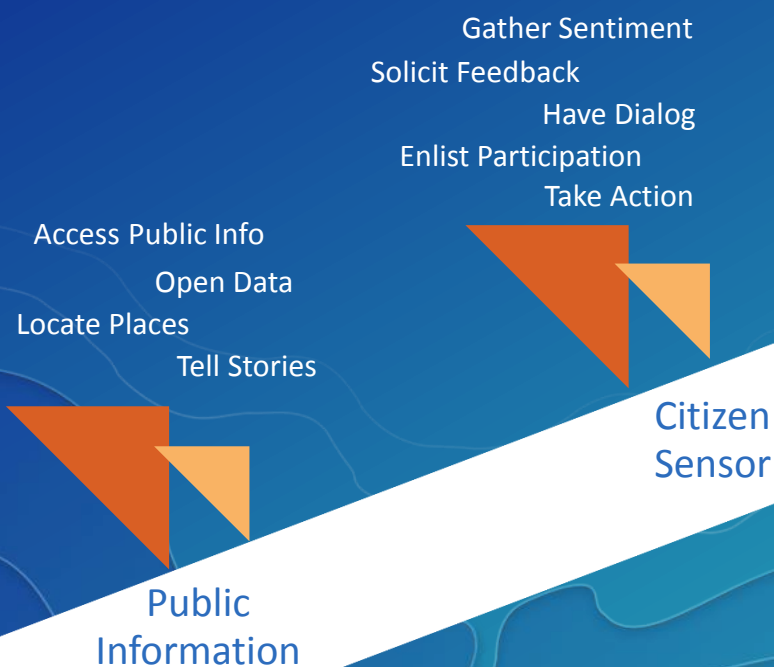 Gather Sentiment
Solicit Feedback
Have Dialog
Enlist Participation
Take Action
Access Public Info
Open Data
Locate Places
Tell Stories
Citizen
Sensor
Public
Information